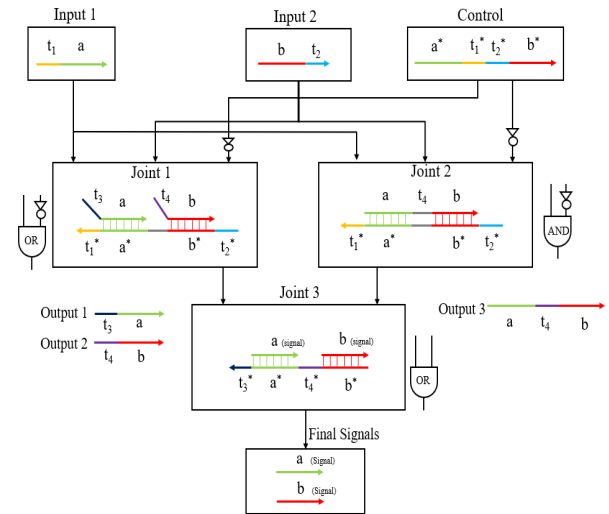 Input 1
Input 2
Control
t₁ a
b t₂
a* t₁* t₂* b*
Joint 1
t₃ a t₄ b
t₁* a* b* t₂*
OR
Joint 2
a t₄ b
t₁* a* b* t₂*
AND
Output 1
t₃ a
Output 2
t₄ b
Output 3
a t₄ b
Joint 3
a (signal) b (signal)
t₃* a* t₄* b*
OR
Final Signals
a (Signal)
b (Signal)